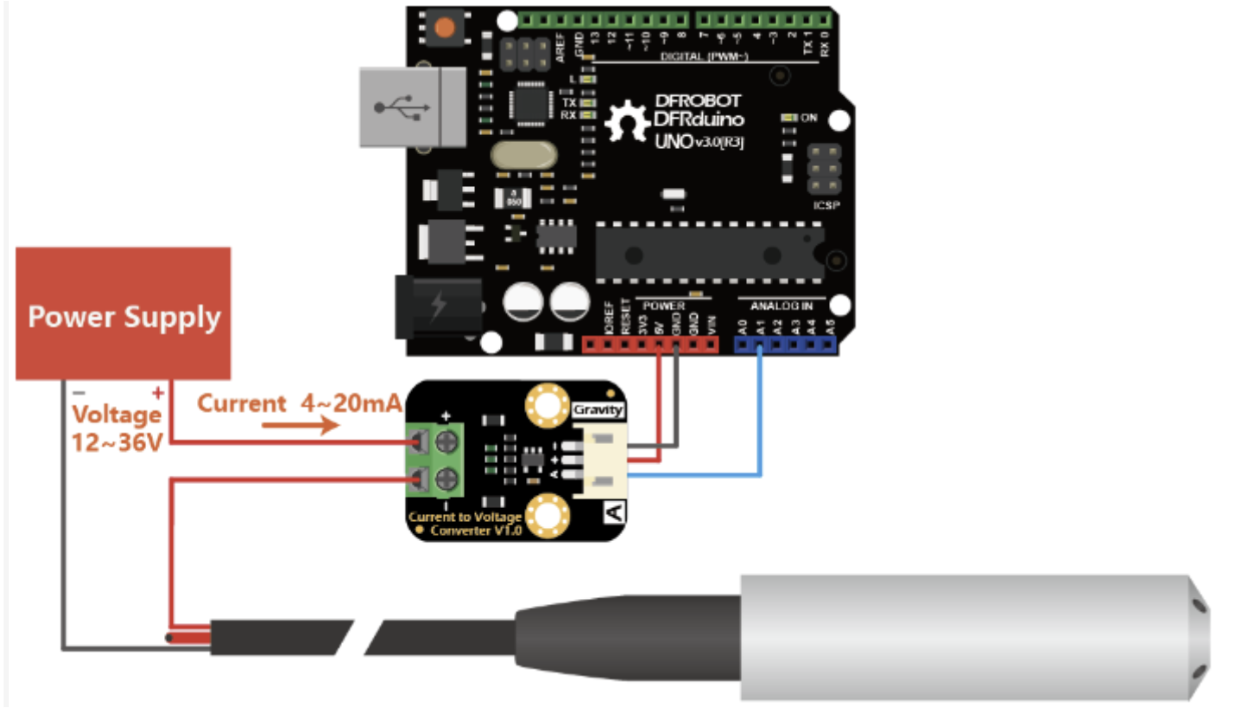 AREF
GND
13
12
~11
~10
~9
8
7
~6
~5
4
~3
2
TX 1
RX 0
DIGITAL (PWM~)
L
TX
RX
DFROBOT
DFRduino
UNO v3.0[R3]
ON
ICSP
POWER
ANALOG IN
IOREF
RESET
3V3
5V
GND
GND
VIN
A0
A1
A2
A3
A4
A5
Power Supply
− +
Voltage
12~36V
Current 4~20mA
+
Gravity
- + A
−
A
Current to Voltage
Converter V1.0